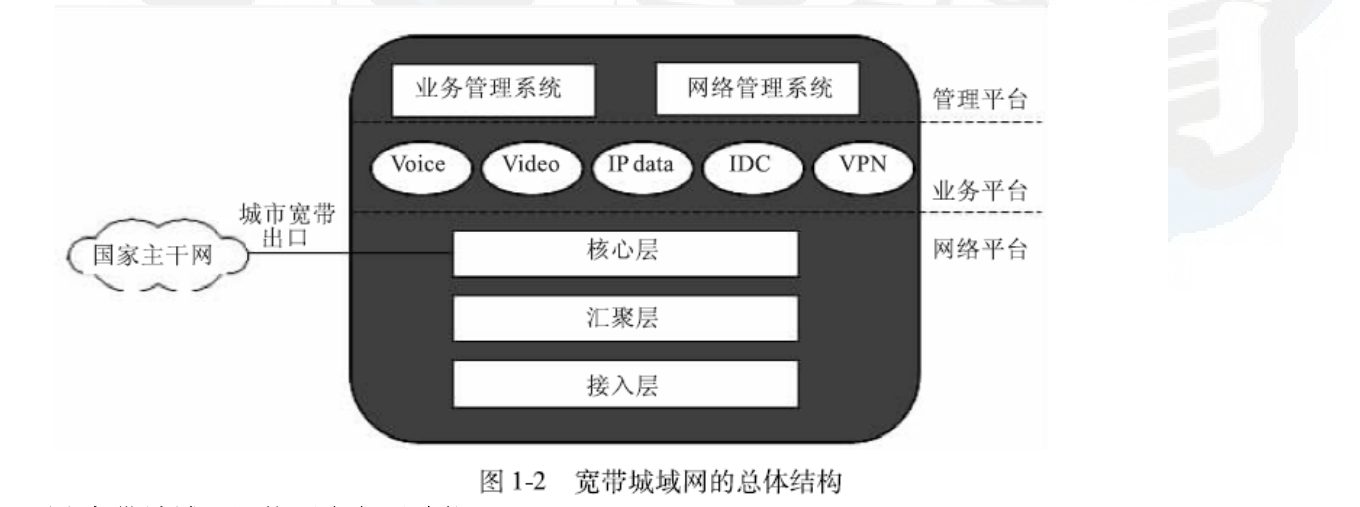 业务管理系统 网络管理系统
管理平台
Voice Video IP data IDC VPN
业务平台
城市宽带
出口
国家主干网
核心层
网络平台
汇聚层
接入层
图 1-2 宽带城域网的总体结构